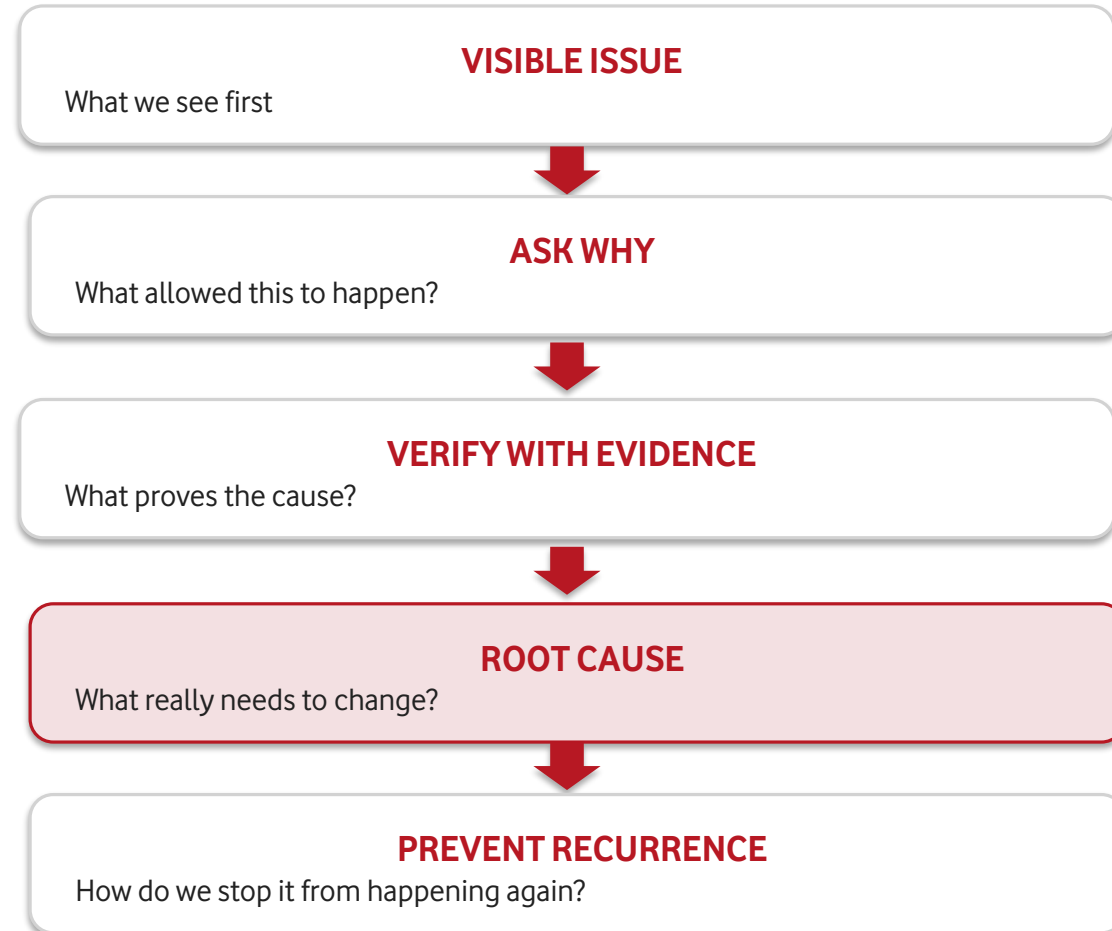 VISIBLE ISSUE
What we see first
ASK WHY
What allowed this to happen?
VERIFY WITH EVIDENCE
What proves the cause?
ROOT CAUSE
What really needs to change?
PREVENT RECURRENCE
How do we stop it from happening again?